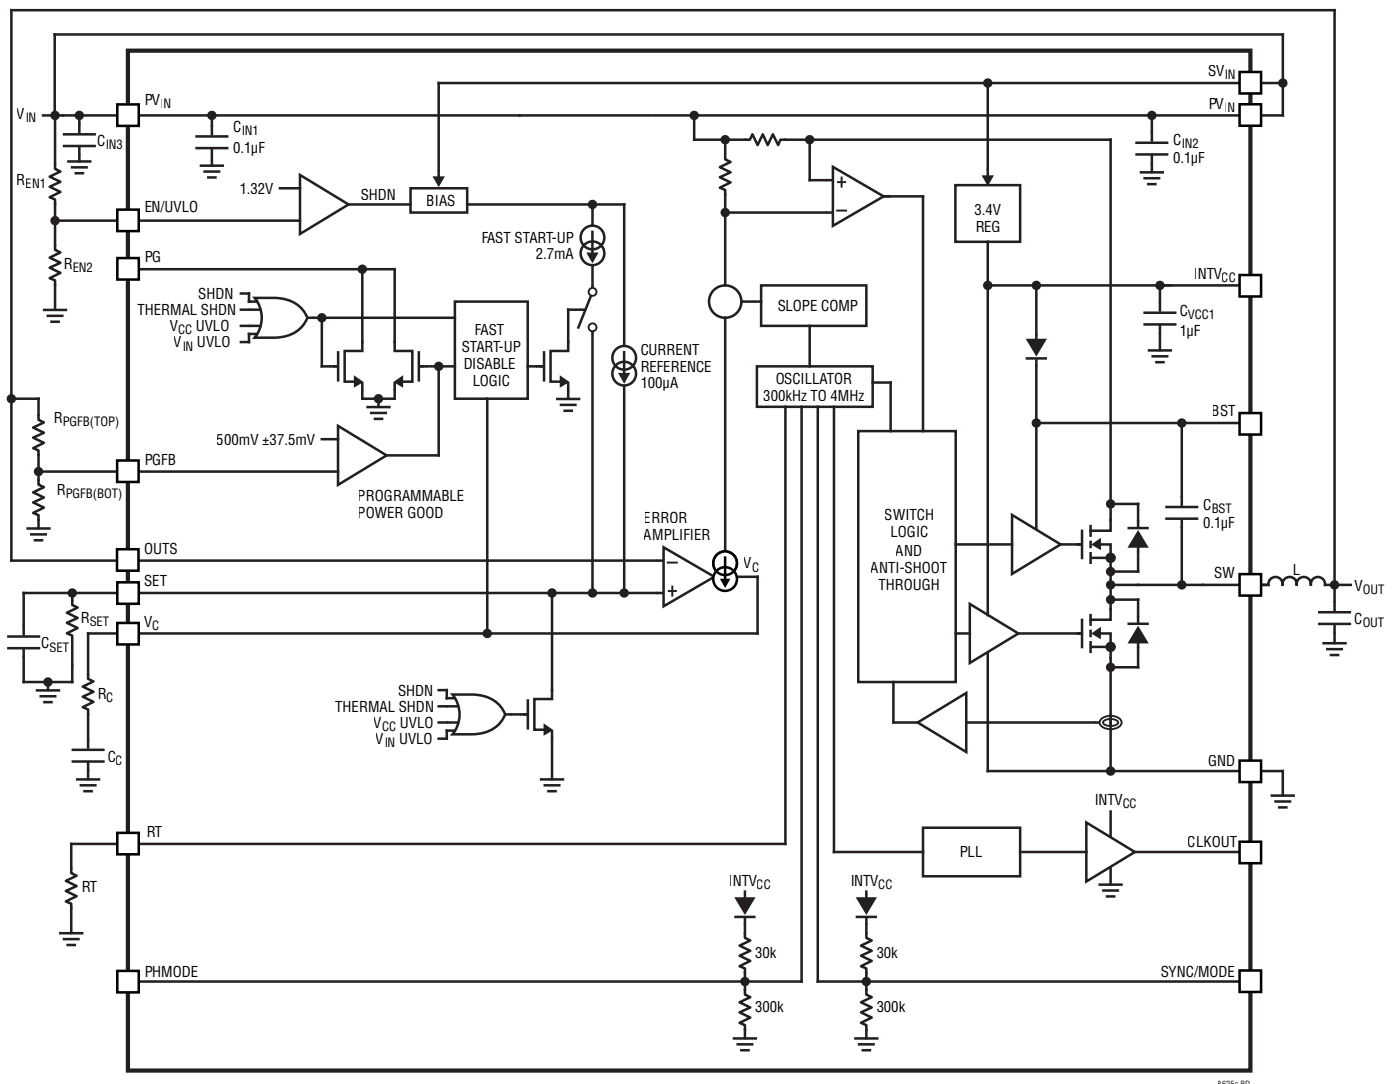 SVIN
PVIN
PVIN
VIN
CIN3
CIN1
0.1µF
CIN2
0.1µF
REN1
1.32V
SHDN
BIAS
EN/UVLO
FAST START-UP
2.7mA
3.4V
REG
REN2
PG
INTVCC
SHDN
THERMAL SHDN
VCC UVLO
VIN UVLO
FAST
START-UP
DISABLE
LOGIC
SLOPE COMP
CVCC1
1µF
CURRENT
REFERENCE
100µA
OSCILLATOR
300kHz TO 4MHz
RPGFB(TOP)
500mV ±37.5mV
BST
PGFB
RPGFB(BOT)
PROGRAMMABLE
POWER GOOD
ERROR
AMPLIFIER
SWITCH
LOGIC
AND
ANTI-SHOOT
THROUGH
CBST
0.1µF
OUTS
VC
SET
SW
L
VOUT
RSET
CSET
VC
COUT
RC
CC
SHDN
THERMAL SHDN
VCC UVLO
VIN UVLO
GND
INTVCC
RT
PLL
CLKOUT
RT
INTVCC
INTVCC
30k
30k
PHMODE
SYNC/MODE
300k
300k